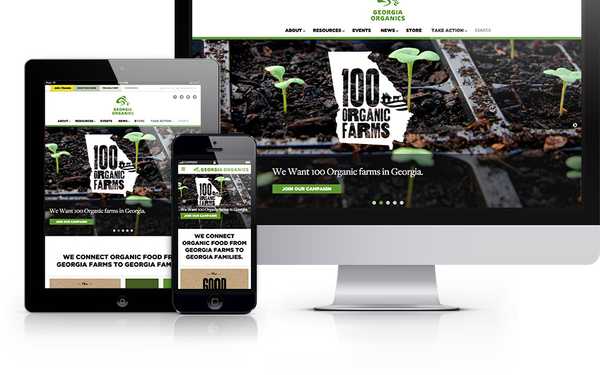 GEORGIA
ORGANICS
ABOUT
RESOURCES
EVENTS
NEWS
STORE
TAKE ACTION
DONATE
100
ORGANIC
FARMS
We Want 100 Organic farms in Georgia.
JOIN OUR CAMPAIGN
GEORGIA
ORGANICS
ABOUT
RESOURCES
EVENTS
NEWS
STORE
TAKE ACTION
100
ORGANIC
FARMS
We Want 100 Organic farms in Georgia.
JOIN OUR CAMPAIGN
WE CONNECT
ORGANIC FOOD FROM
GEORGIA FARMS TO
GEORGIA FAMILIES.
GEORGIA ORGANICS
100
ORGANIC
FARMS
We Want 100 Organic farms in Georgia.
JOIN OUR CAMPAIGN
WE CONNECT
ORGANIC FOOD FROM
GEORGIA FARMS TO
GEORGIA FAMILIES.
The
GOOD